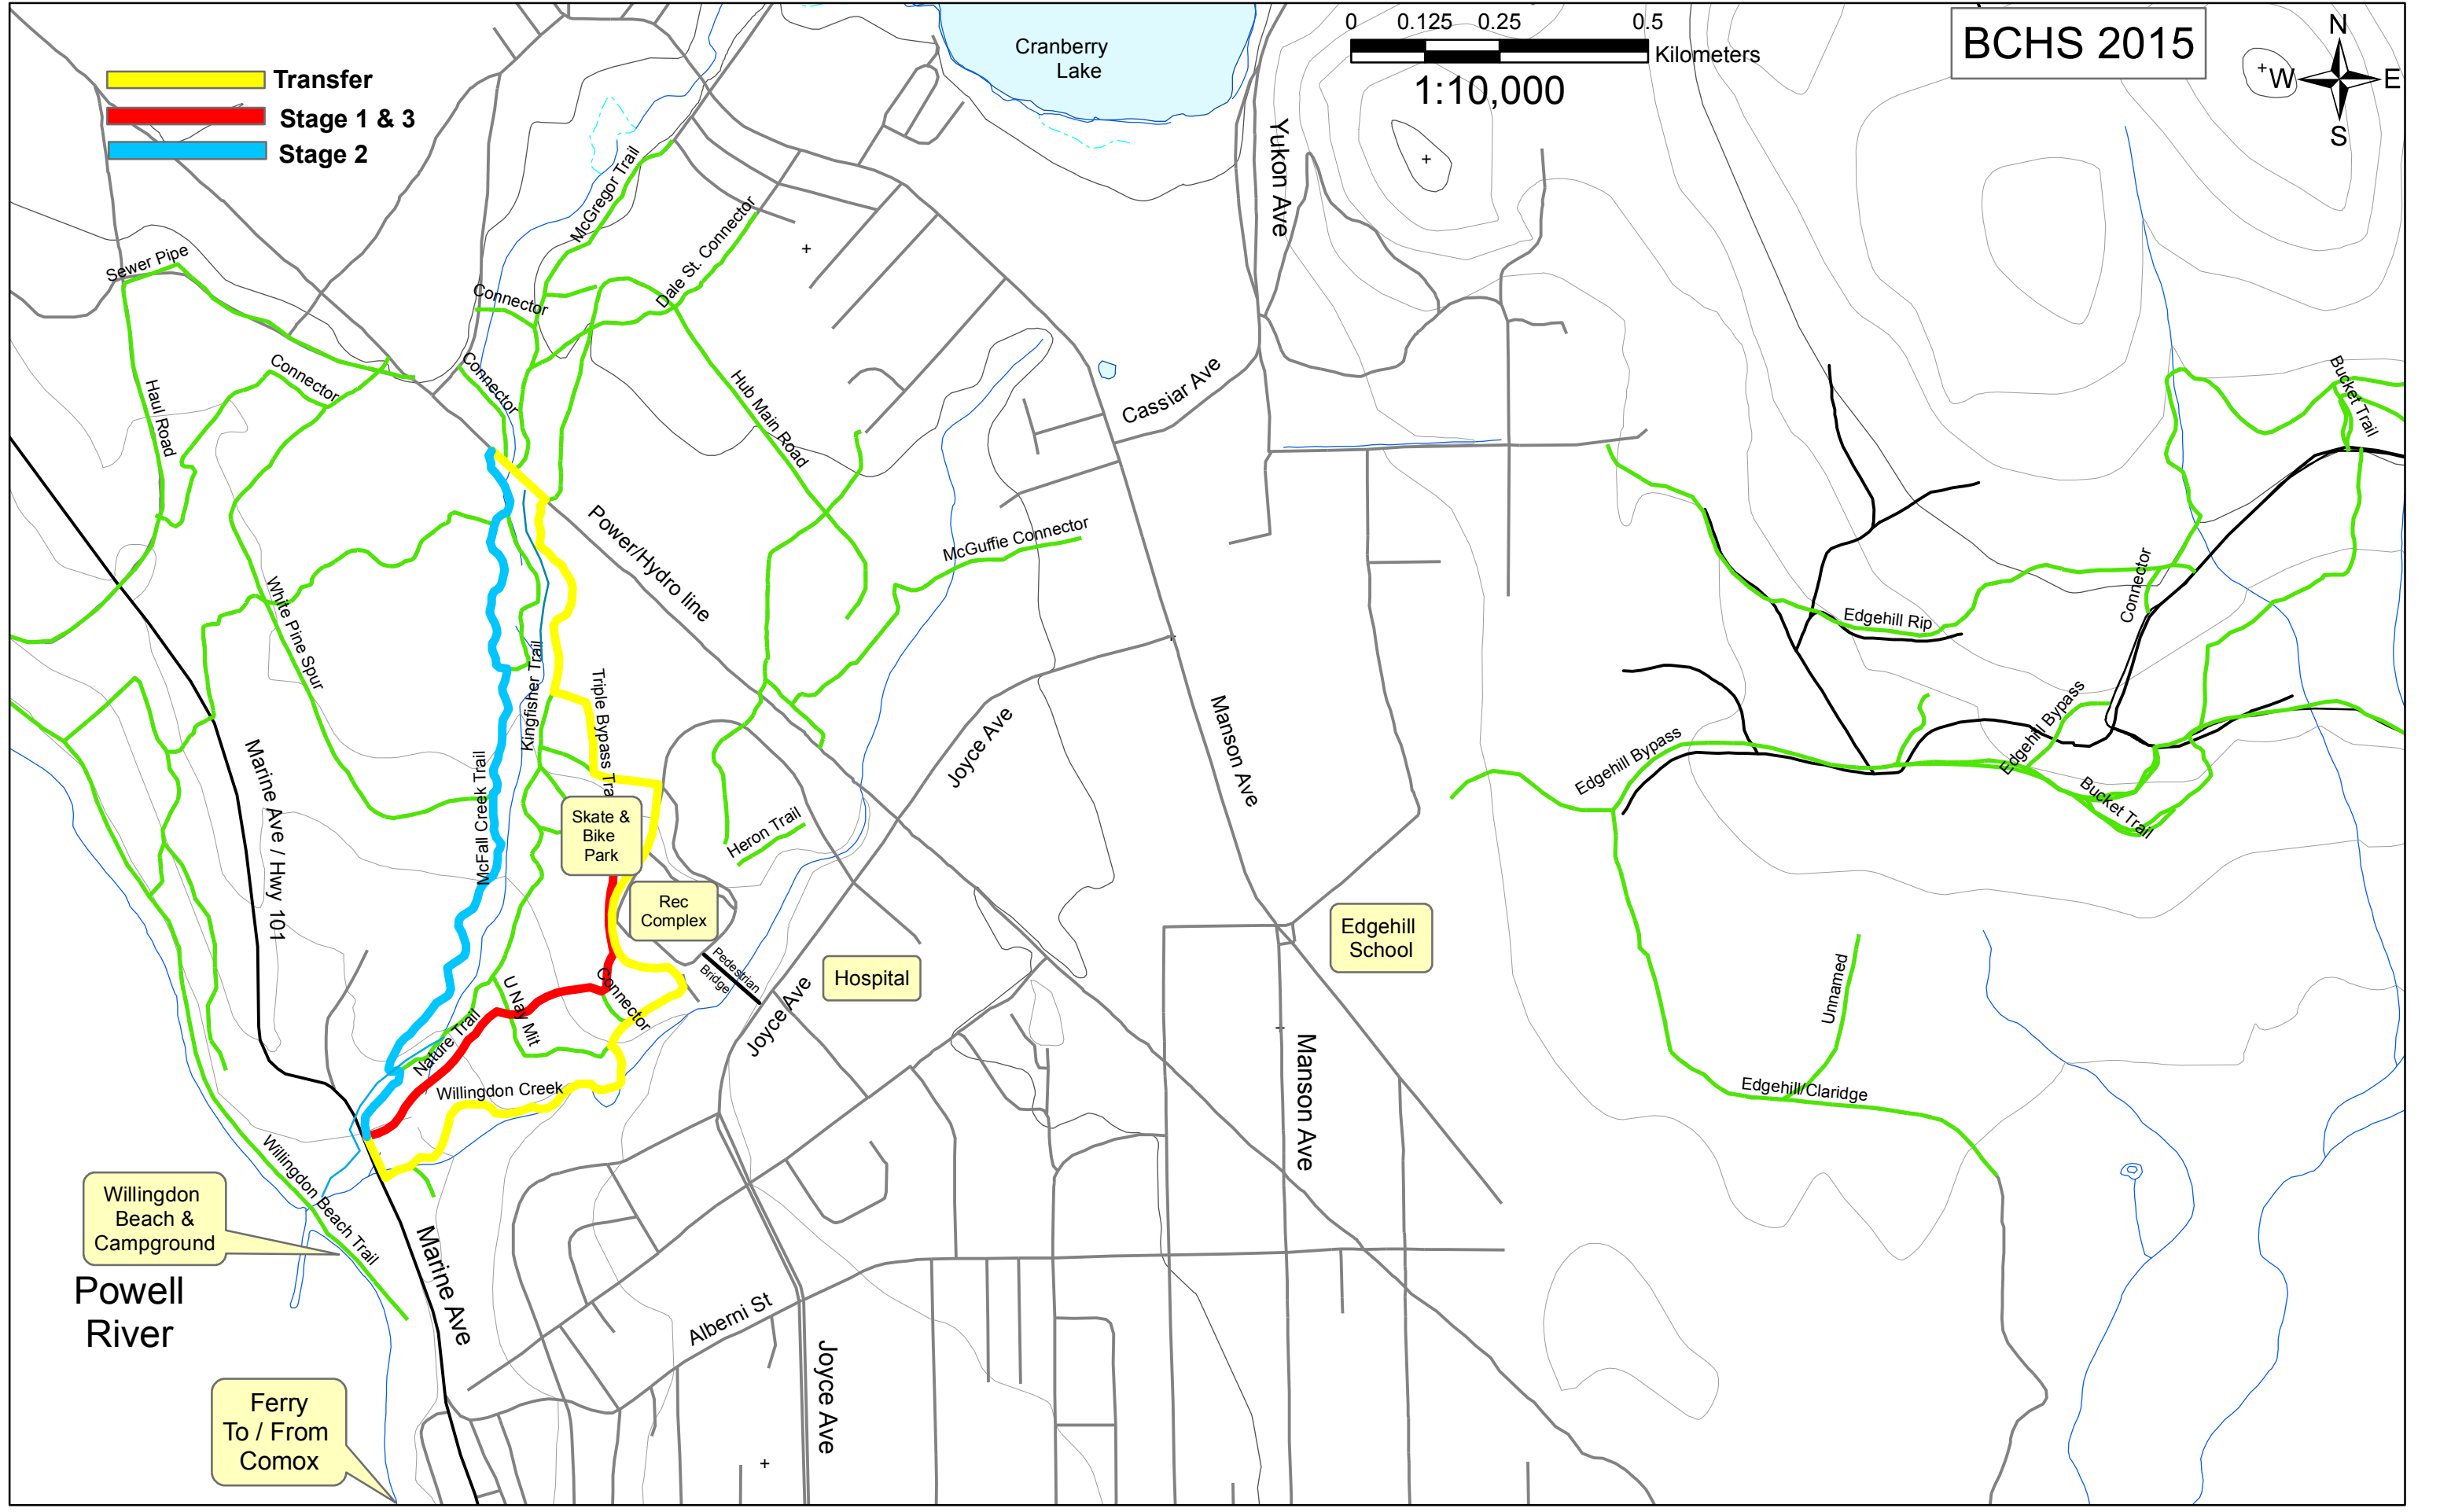 0 0.125 0.25 0.5
Kilometers
1:10,000
BCHS 2015
N
W E
S
Transfer
Stage 1 & 3
Stage 2
Cranberry
Lake
Yukon Ave
McGregor Trail
Dale St. Connector
Sewer Pipe
Connector
Connector
Connector
Haul Road
Hub Main Road
Cassiar Ave
Bucket Trail
Power/Hydro line
McGuffie Connector
White Pine Spur
Kingfisher Trail
Triple Bypass Tra
Edgehill Rip
Connector
Marine Ave / Hwy 101
McFall Creek Trail
Joyce Ave
Manson Ave
Edgehill Bypass
Edgehill Bypass
Bucket Trail
Skate &
Bike
Park
Heron Trail
Rec
Complex
Pedestrian
Bridge
Hospital
Edgehill
School
Connector
U Nay Mit
Nature Trail
Joyce Ave
Unnamed
Willingdon Creek
Manson Ave
Edgehill/Claridge
Willingdon Beach Trail
Willingdon
Beach &
Campground
Powell
River
Marine Ave
Alberni St
Joyce Ave
Ferry
To / From
Comox